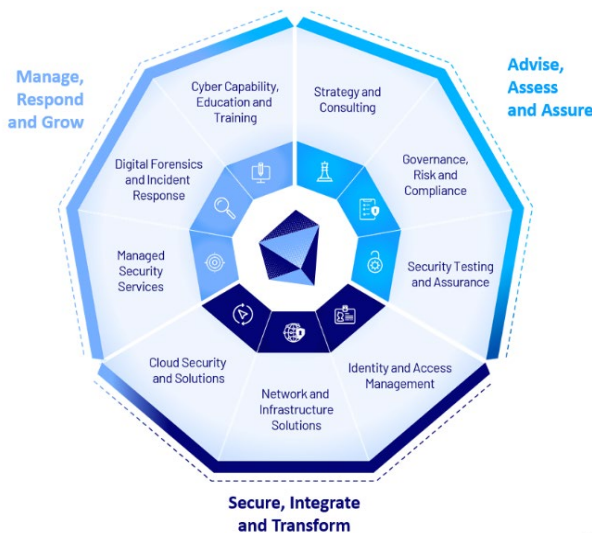 Manage,
Respond
and Grow
Advise,
Assess
and Assure
Cyber Capability,
Education and
Training
Strategy and
Consulting
Digital Forensics
and Incident
Response
Governance,
Risk and
Compliance
Managed
Security
Services
Security Testing
and Assurance
Cloud Security
and Solutions
Identity and Access
Management
Network and
Infrastructure
Solutions
Secure, Integrate
and Transform